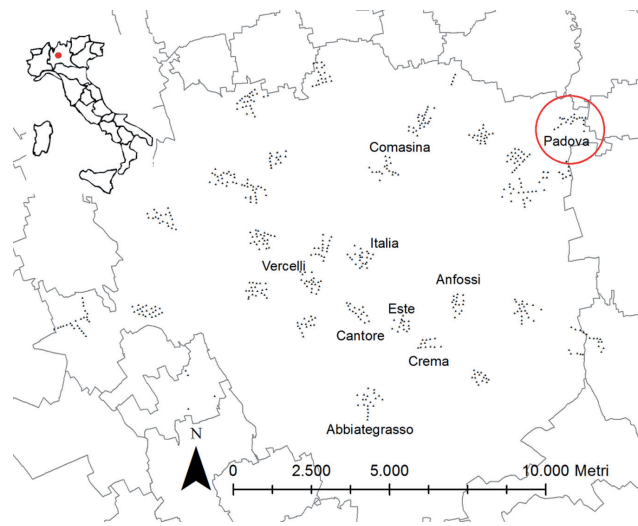 Padova
Comasina
Italia
Vercelli
Anfossi
Este
Cantore
Crema
Abbiategrasso
N
0 2.500 5.000 10.000 Metri